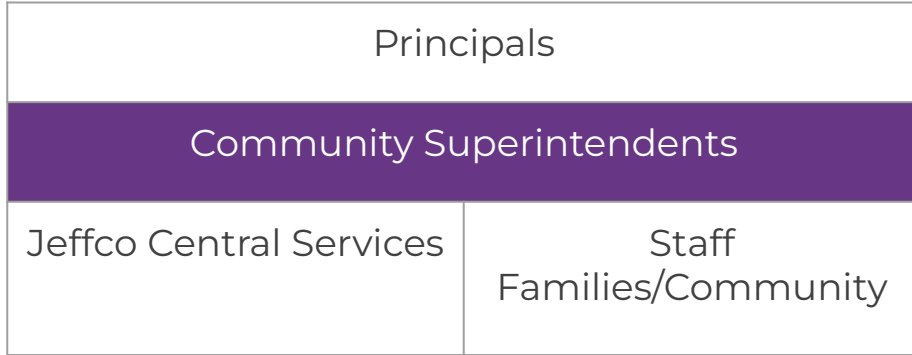 Principals
Community Superintendents
Jeffco Central Services
Staff
Families/Community